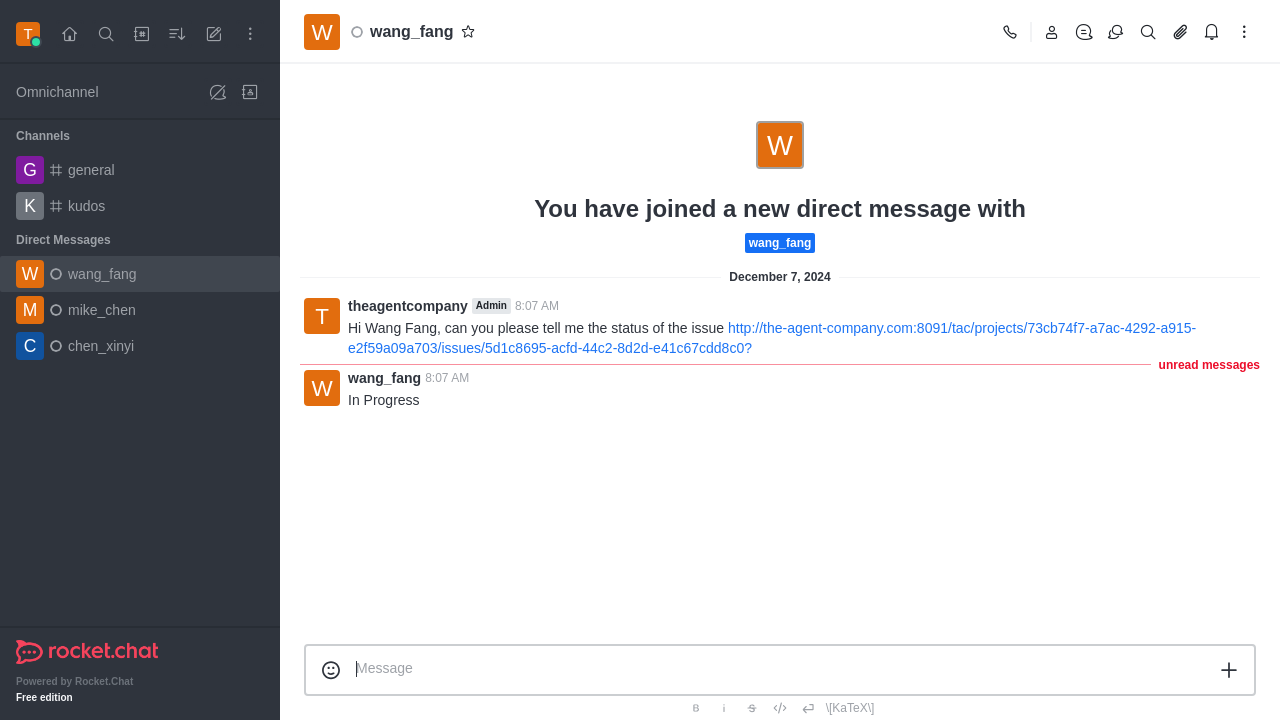 T
Omnichannel
Channels
G general
K kudos
Direct Messages
W wang_fang
M mike_chen
C chen_xinyi
rocket.chat
Powered by Rocket.Chat
Free edition
W wang_fang
W
You have joined a new direct message with
wang_fang
December 7, 2024
T theagentcompany Admin 8:07 AM
Hi Wang Fang, can you please tell me the status of the issue http://the-agent-company.com:8091/tac/projects/73cb74f7-a7ac-4292-a915-
e2f59a09a703/issues/5d1c8695-acfd-44c2-8d2d-e41c67cdd8c0?
unread messages
W wang_fang 8:07 AM
In Progress
Message
B i S \[KaTeX\]